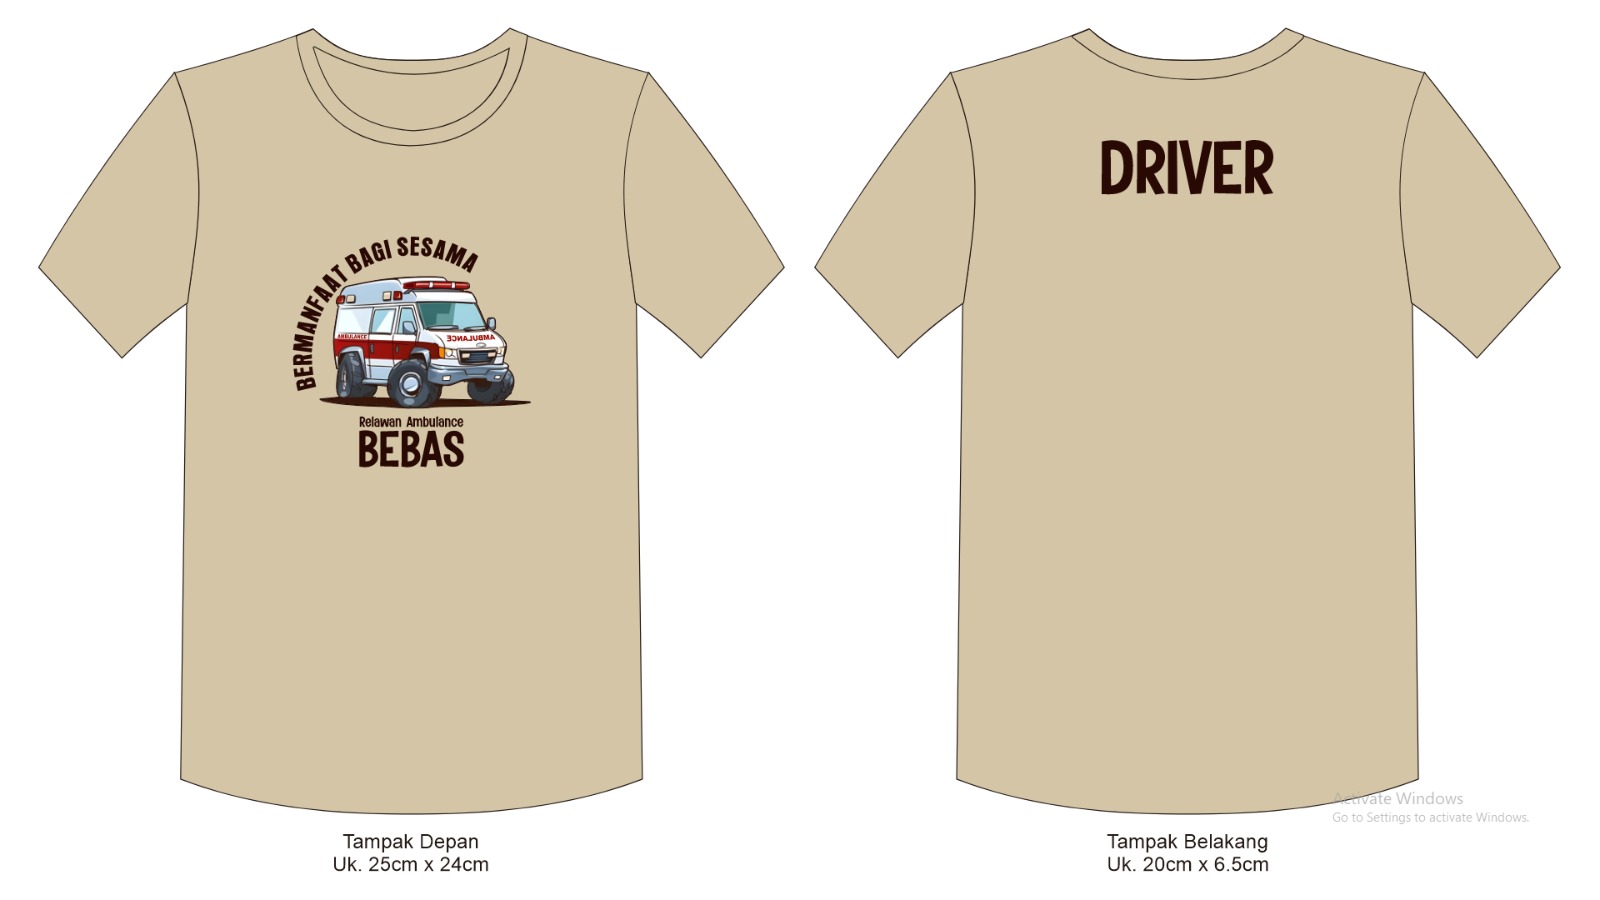 BERMANFAAT BAGI SESAMA
AMBULANCE
AMBULANCE
Relawan Ambulance
BEBAS
DRIVER
Tampak Depan
Uk. 25cm x 24cm
Tampak Belakang
Uk. 20cm x 6.5cm
Activate Windows
Go to Settings to activate Windows.